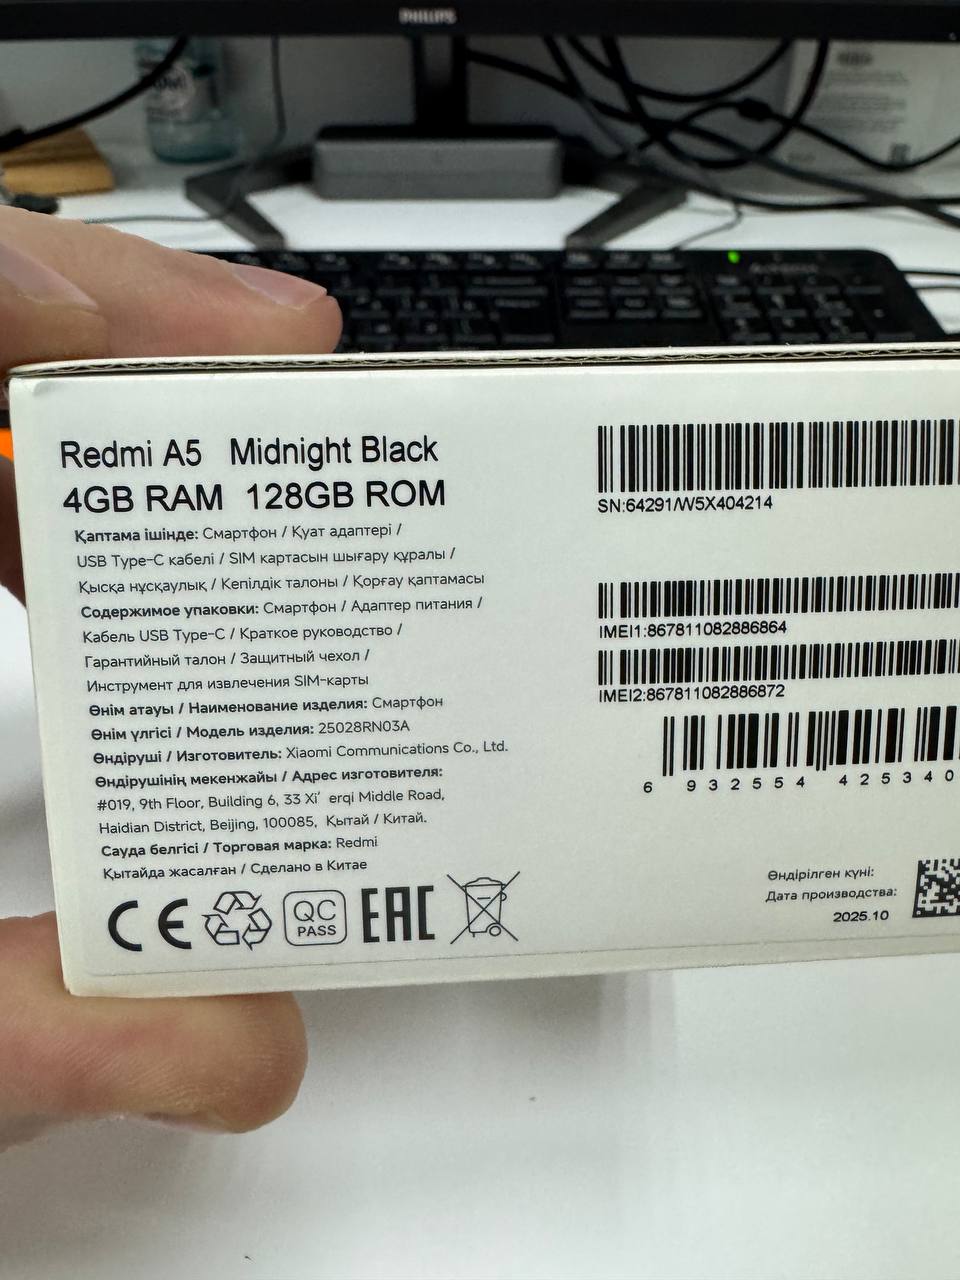 PHILIPS
Redmi A5 Midnight Black
4GB RAM 128GB ROM
Қаптама ішінде: Смартфон / Қуат адаптері /
USB Type-C кабелі / SIM картасын шығару құралы /
Қысқа нұсқаулық / Кепілдік талоны / Қорғау қаптамасы
Содержимое упаковки: Смартфон / Адаптер питания /
Кабель USB Type-C / Краткое руководство /
Гарантийный талон / Защитный чехол /
Инструмент для извлечения SIM-карты
Өнім атауы / Наименование изделия: Смартфон
Өнім үлгісі / Модель изделия: 25028RN03A
Өндіруші / Изготовитель: Xiaomi Communications Co., Ltd.
Өндірушінің мекенжайы / Адрес изготовителя:
#019, 9th Floor, Building 6, 33 Xi' erqi Middle Road,
Haidian District, Beijing, 100085, Қытай / Китай.
Сауда белгісі / Торговая марка: Redmi
Қытайда жасалған / Сделано в Китае
CE
QC
PASS
EAC
SN:64291/W5X404214
IMEI1:867811082886864
IMEI2:867811082886872
6 932554 425340
Өндірілген күні:
Дата производства:
2025.10